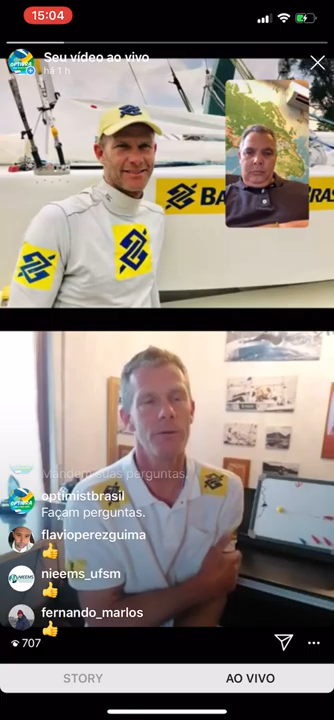 15:04
Seu vídeo ao vivo
há 1 h
BA
RAS
Mandem suas perguntas.
optimistbrasil
Façam perguntas.
flavioperezguima
nieems_ufsm
fernando_marlos
707
STORY
AO VIVO